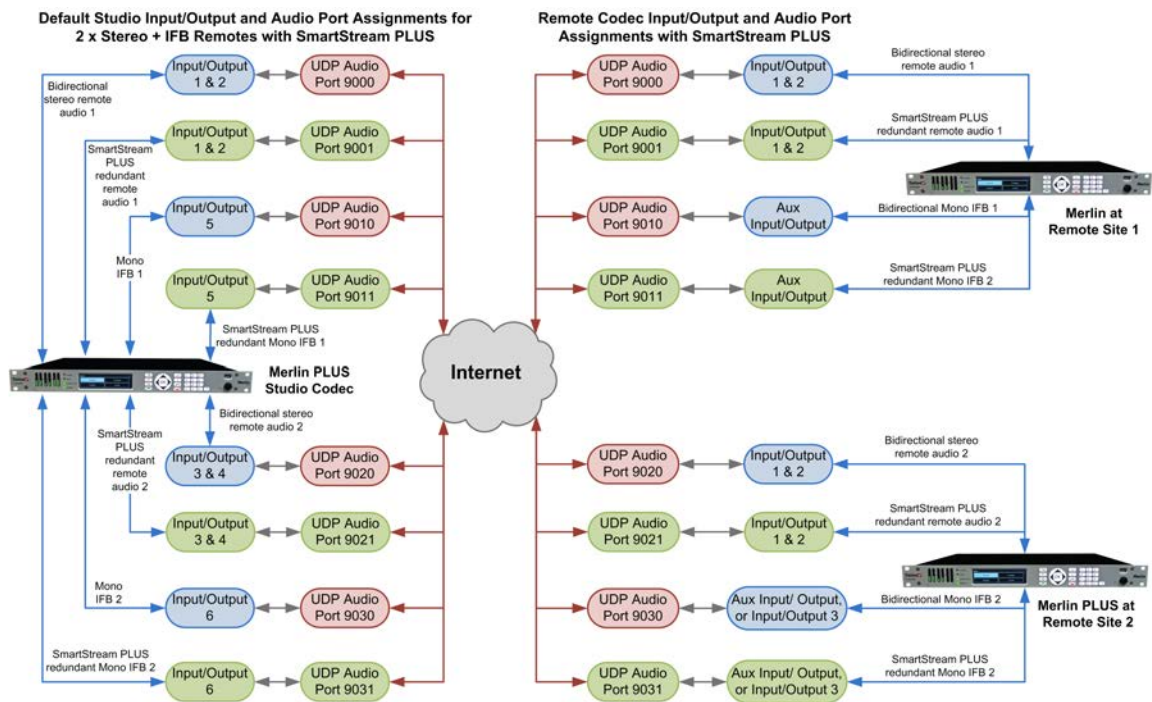 Default Studio Input/Output and Audio Port Assignments for
2 x Stereo + IFB Remotes with SmartStream PLUS
Bidirectional
stereo remote
audio 1
Input/Output
1 & 2
UDP Audio
Port 9000
SmartStream
PLUS
redundant
remote
audio 1
Input/Output
1 & 2
UDP Audio
Port 9001
Mono
IFB 1
Input/Output
5
UDP Audio
Port 9010
Input/Output
5
UDP Audio
Port 9011
SmartStream PLUS
redundant Mono IFB 1
Merlin PLUS
Studio Codec
Bidirectional stereo
remote audio 2
SmartStream
PLUS
redundant
remote
audio 2
Input/Output
3 & 4
UDP Audio
Port 9020
Input/Output
3 & 4
UDP Audio
Port 9021
Mono
IFB 2
Input/Output
6
UDP Audio
Port 9030
SmartStream PLUS
redundant Mono IFB 2
Input/Output
6
UDP Audio
Port 9031
Internet
Remote Codec Input/Output and Audio Port
Assignments with SmartStream PLUS
UDP Audio
Port 9000
Input/Output
1 & 2
Bidirectional stereo
remote audio 1
UDP Audio
Port 9001
Input/Output
1 & 2
SmartStream PLUS
redundant remote audio 1
UDP Audio
Port 9010
Aux
Input/Output
Bidirectional Mono IFB 1
Merlin at
Remote Site 1
UDP Audio
Port 9011
Aux
Input/Output
SmartStream PLUS
redundant Mono IFB 2
UDP Audio
Port 9020
Input/Output
1 & 2
Bidirectional stereo
remote audio 2
UDP Audio
Port 9021
Input/Output
1 & 2
SmartStream PLUS
redundant remote audio 2
UDP Audio
Port 9030
Aux Input/ Output,
or Input/Output 3
Bidirectional Mono IFB 2
Merlin PLUS at
Remote Site 2
UDP Audio
Port 9031
Aux Input/ Output,
or Input/Output 3
SmartStream PLUS
redundant Mono IFB 2